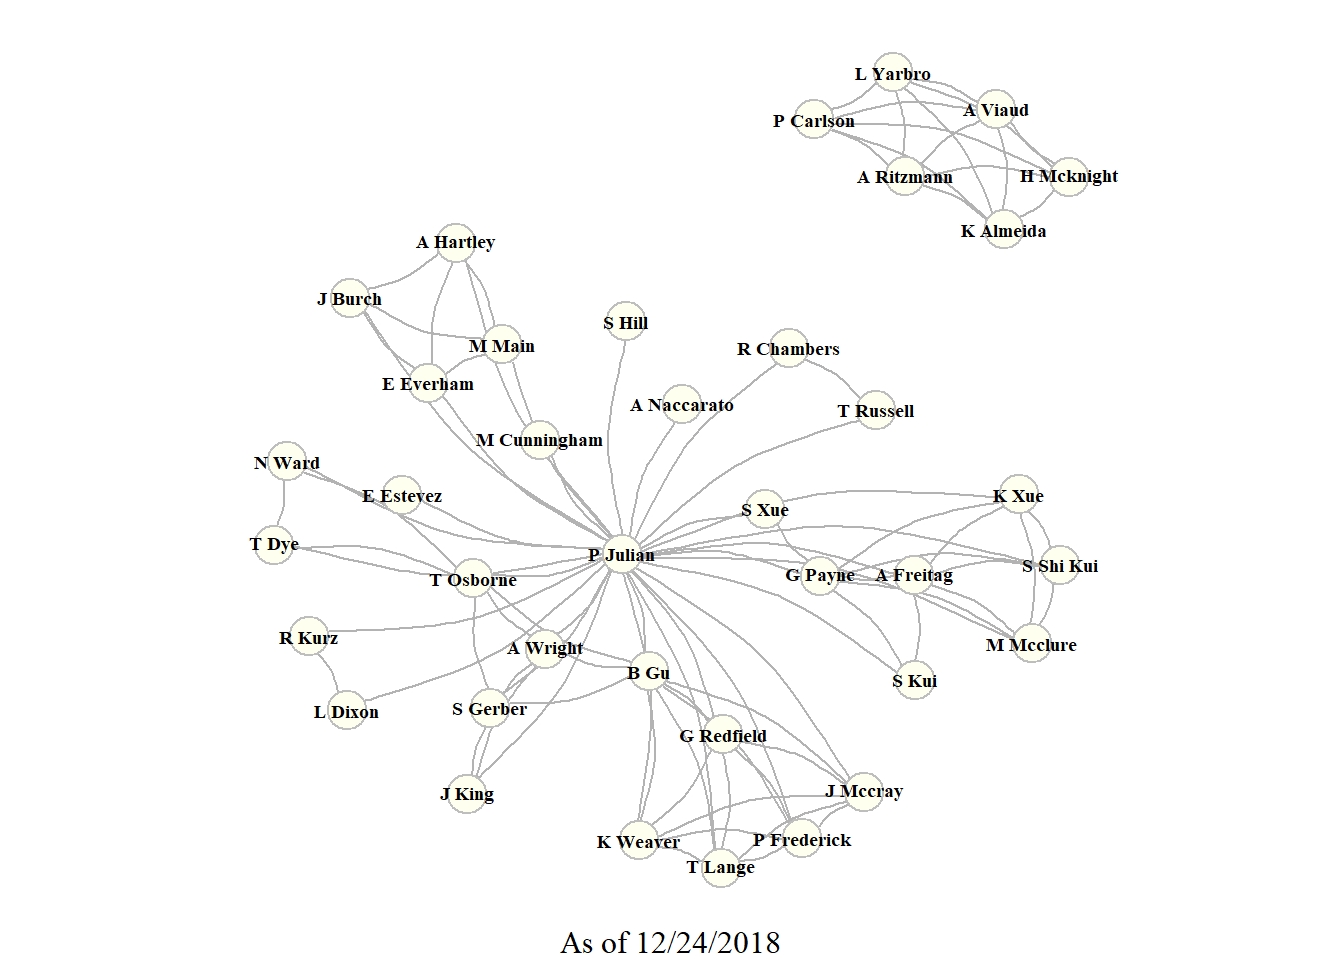 L Yarbro
A Viaud
P Carlson
A Ritzmann
H Mcknight
K Almeida
A Hartley
J Burch
S Hill
M Main
R Chambers
E Everham
A Naccarato
T Russell
M Cunningham
N Ward
E Estevez
K Xue
S Xue
T Dye
P Julian
S Shi Kui
T Osborne
G Payne
A Freitag
R Kurz
A Wright
M Mcclure
B Gu
S Kui
L Dixon
S Gerber
G Redfield
J King
J Mccray
K Weaver
P Frederick
T Lange
As of 12/24/2018